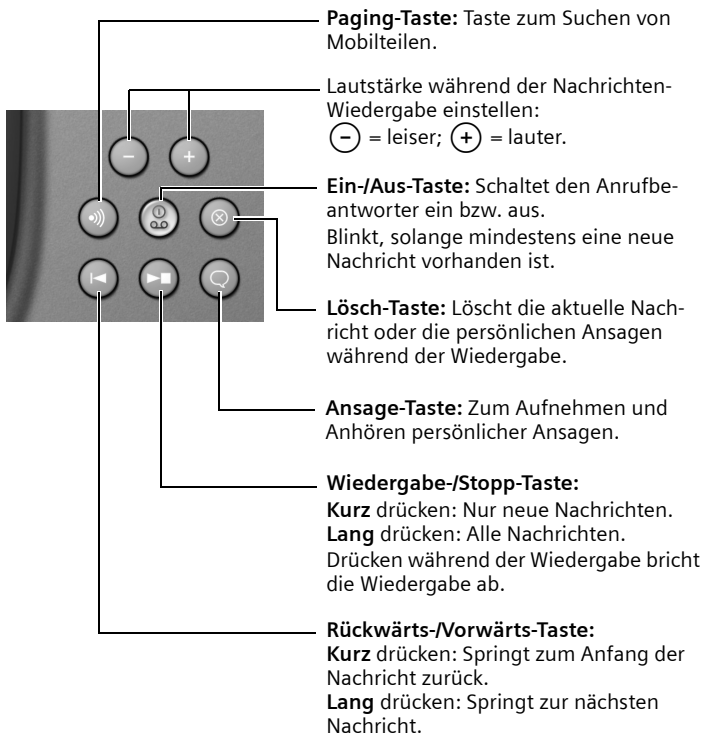 Paging-Taste: Taste zum Suchen von
Mobilteilen.
Lautstärke während der Nachrichten-
Wiedergabe einstellen:
- = leiser; + = lauter.
Ein-/Aus-Taste: Schaltet den Anrufbe-
antworter ein bzw. aus.
Blinkt, solange mindestens eine neue
Nachricht vorhanden ist.
Lösch-Taste: Löscht die aktuelle Nach-
richt oder die persönlichen Ansagen
während der Wiedergabe.
Ansage-Taste: Zum Aufnehmen und
Anhören persönlicher Ansagen.
Wiedergabe-/Stopp-Taste:
Kurz drücken: Nur neue Nachrichten.
Lang drücken: Alle Nachrichten.
Drücken während der Wiedergabe bricht
die Wiedergabe ab.
Rückwärts-/Vorwärts-Taste:
Kurz drücken: Springt zum Anfang der
Nachricht zurück.
Lang drücken: Springt zur nächsten
Nachricht.